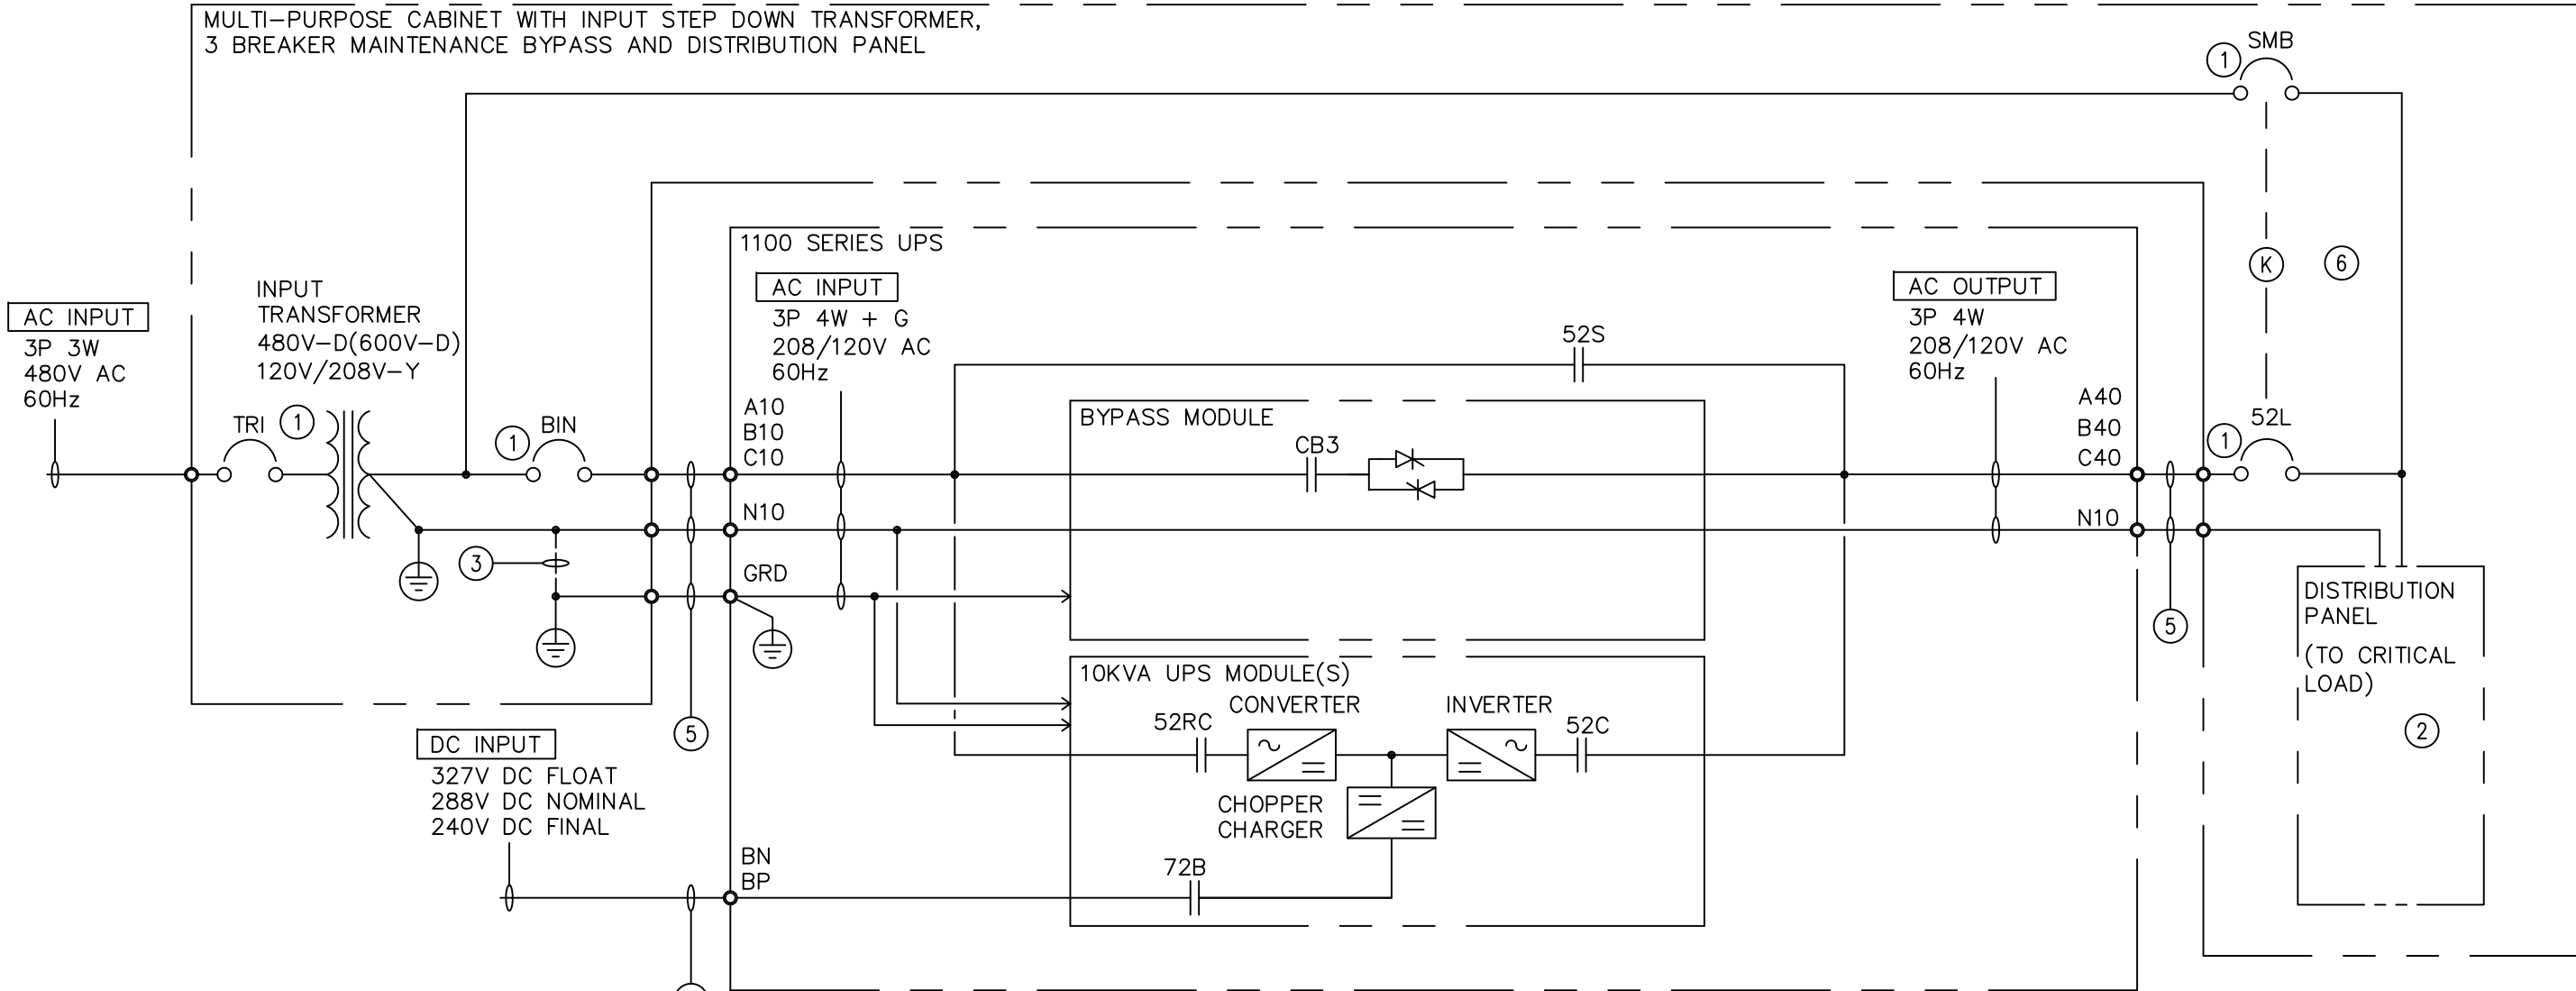 MULTI-PURPOSE CABINET WITH INPUT STEP DOWN TRANSFORMER,
3 BREAKER MAINTENANCE BYPASS AND DISTRIBUTION PANEL
SMB
1
1100 SERIES UPS
AC INPUT
3P 3W
480V AC
60Hz
INPUT
TRANSFORMER
480V-D(600V-D)
120V/208V-Y
TRI
1
1
BIN
3
AC INPUT
3P 4W + G
208/120V AC
60Hz
A10
B10
C10
N10
GRD
5
52S
BYPASS MODULE
CB3
AC OUTPUT
3P 4W
208/120V AC
60Hz
A40
B40
C40
N10
K
6
52L
1
5
DISTRIBUTION
PANEL
(TO CRITICAL
LOAD)
2
10KVA UPS MODULE(S)
CONVERTER
INVERTER
52RC
52C
CHOPPER
CHARGER
72B
DC INPUT
327V DC FLOAT
288V DC NOMINAL
240V DC FINAL
BN
BP